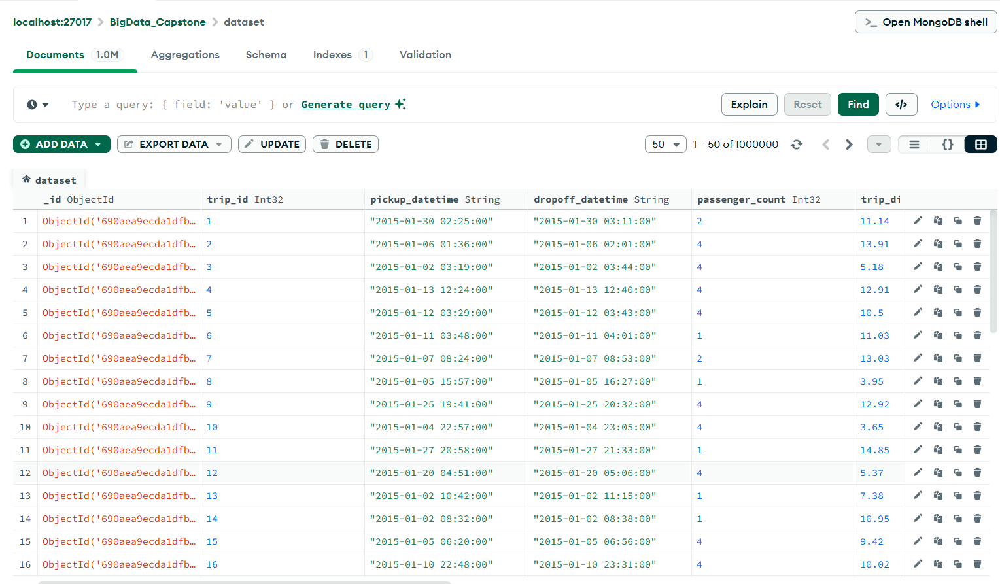 localhost:27017 > BigData_Capstone > dataset
>_ Open MongoDB shell
Documents 1.0M Aggregations Schema Indexes 1 Validation
Type a query: { field: 'value' } or Generate query
Explain Reset Find </> Options
ADD DATA EXPORT DATA UPDATE DELETE
50 1 – 50 of 1000000 {}
dataset
_id ObjectId trip_id Int32 pickup_datetime String dropoff_datetime String passenger_count Int32 trip_di
1 ObjectId('690aea9ecda1dfb… 1 "2015-01-30 02:25:00" "2015-01-30 03:11:00" 2 11.14
2 ObjectId('690aea9ecda1dfb… 2 "2015-01-06 01:36:00" "2015-01-06 02:01:00" 4 13.91
3 ObjectId('690aea9ecda1dfb… 3 "2015-01-02 03:19:00" "2015-01-02 03:44:00" 4 5.18
4 ObjectId('690aea9ecda1dfb… 4 "2015-01-13 12:24:00" "2015-01-13 12:40:00" 4 12.91
5 ObjectId('690aea9ecda1dfb… 5 "2015-01-12 03:29:00" "2015-01-12 03:43:00" 4 10.5
6 ObjectId('690aea9ecda1dfb… 6 "2015-01-11 03:48:00" "2015-01-11 04:01:00" 1 11.03
7 ObjectId('690aea9ecda1dfb… 7 "2015-01-07 08:24:00" "2015-01-07 08:53:00" 2 13.03
8 ObjectId('690aea9ecda1dfb… 8 "2015-01-05 15:57:00" "2015-01-05 16:27:00" 1 3.95
9 ObjectId('690aea9ecda1dfb… 9 "2015-01-25 19:41:00" "2015-01-25 20:32:00" 4 12.92
10 ObjectId('690aea9ecda1dfb… 10 "2015-01-04 22:57:00" "2015-01-04 23:05:00" 4 3.65
11 ObjectId('690aea9ecda1dfb… 11 "2015-01-27 20:58:00" "2015-01-27 21:33:00" 1 14.85
12 ObjectId('690aea9ecda1dfb… 12 "2015-01-20 04:51:00" "2015-01-20 05:06:00" 4 5.37
13 ObjectId('690aea9ecda1dfb… 13 "2015-01-02 10:42:00" "2015-01-02 11:15:00" 1 7.38
14 ObjectId('690aea9ecda1dfb… 14 "2015-01-02 08:32:00" "2015-01-02 08:38:00" 1 10.95
15 ObjectId('690aea9ecda1dfb… 15 "2015-01-05 06:20:00" "2015-01-05 06:56:00" 4 9.42
16 ObjectId('690aea9ecda1dfb… 16 "2015-01-10 22:48:00" "2015-01-10 23:31:00" 4 10.02